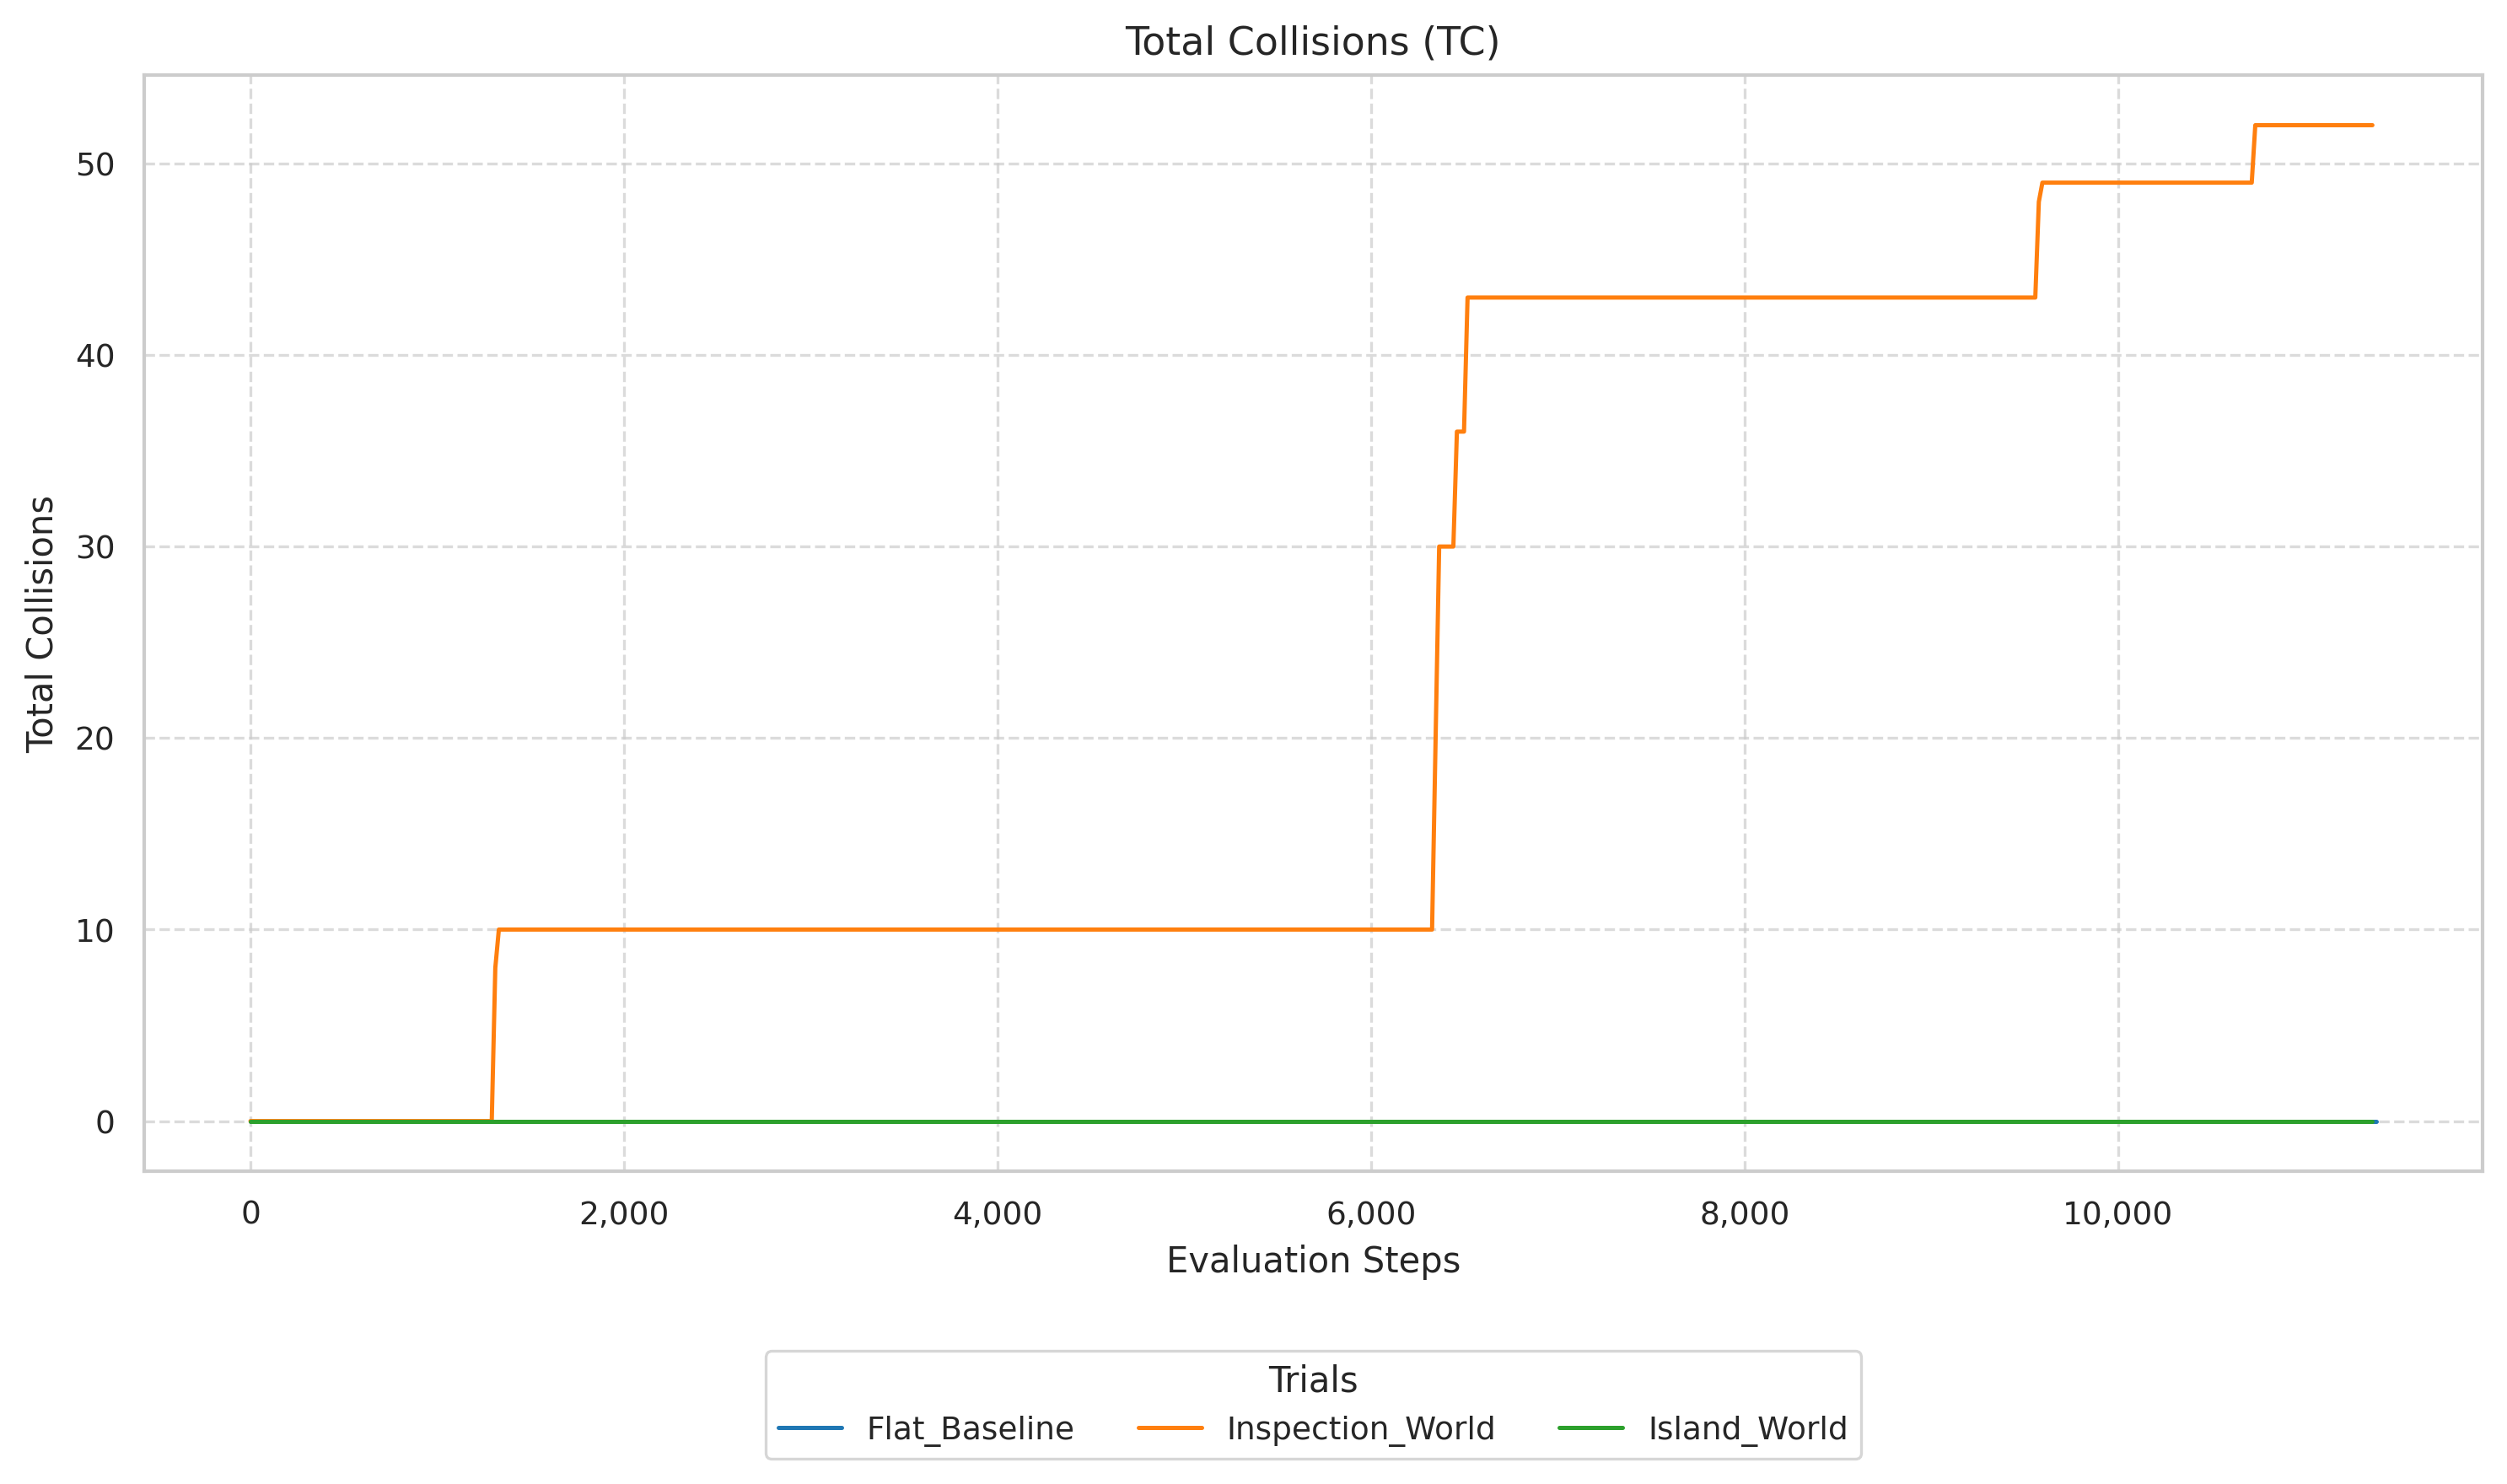 Total Collisions (TC)
Total Collisions
50
40
30
20
10
0
0 2,000 4,000 6,000 8,000 10,000
Evaluation Steps
Trials
Flat_Baseline Inspection_World Island_World